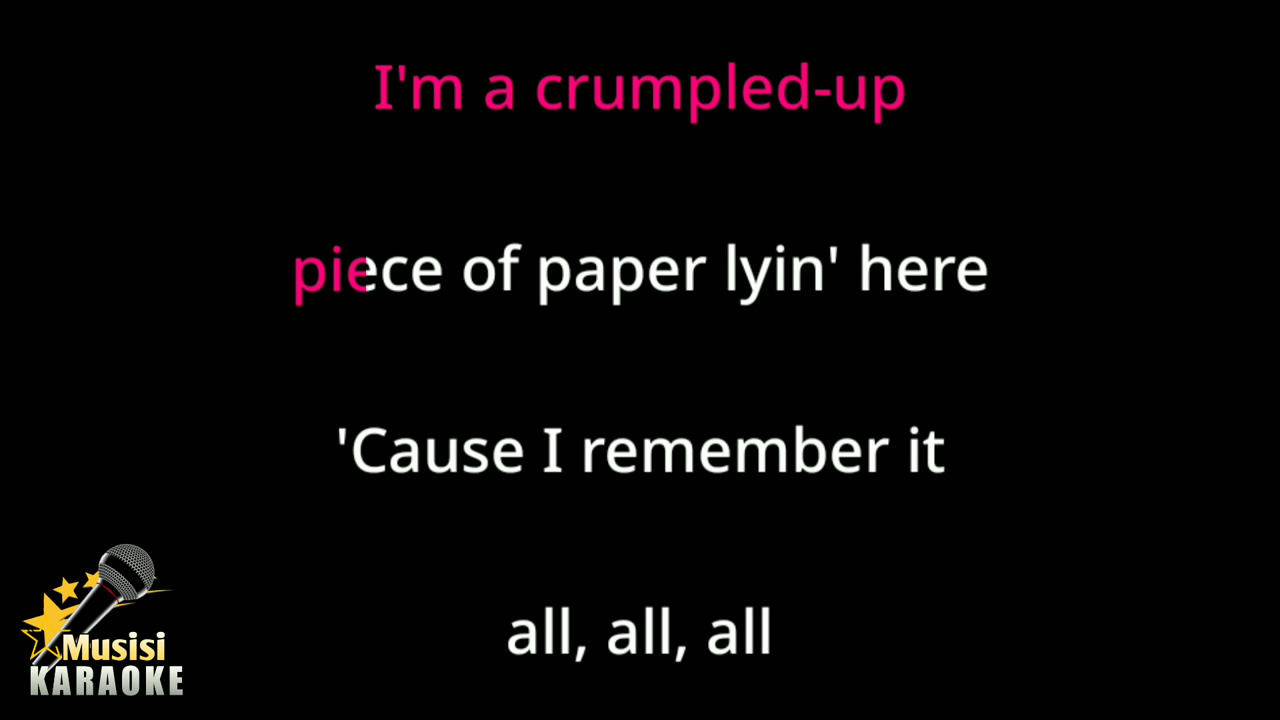 I'm a crumpled-up
piece of paper lyin' here
'Cause I remember it
all, all, all
Musisi
KARAOKE